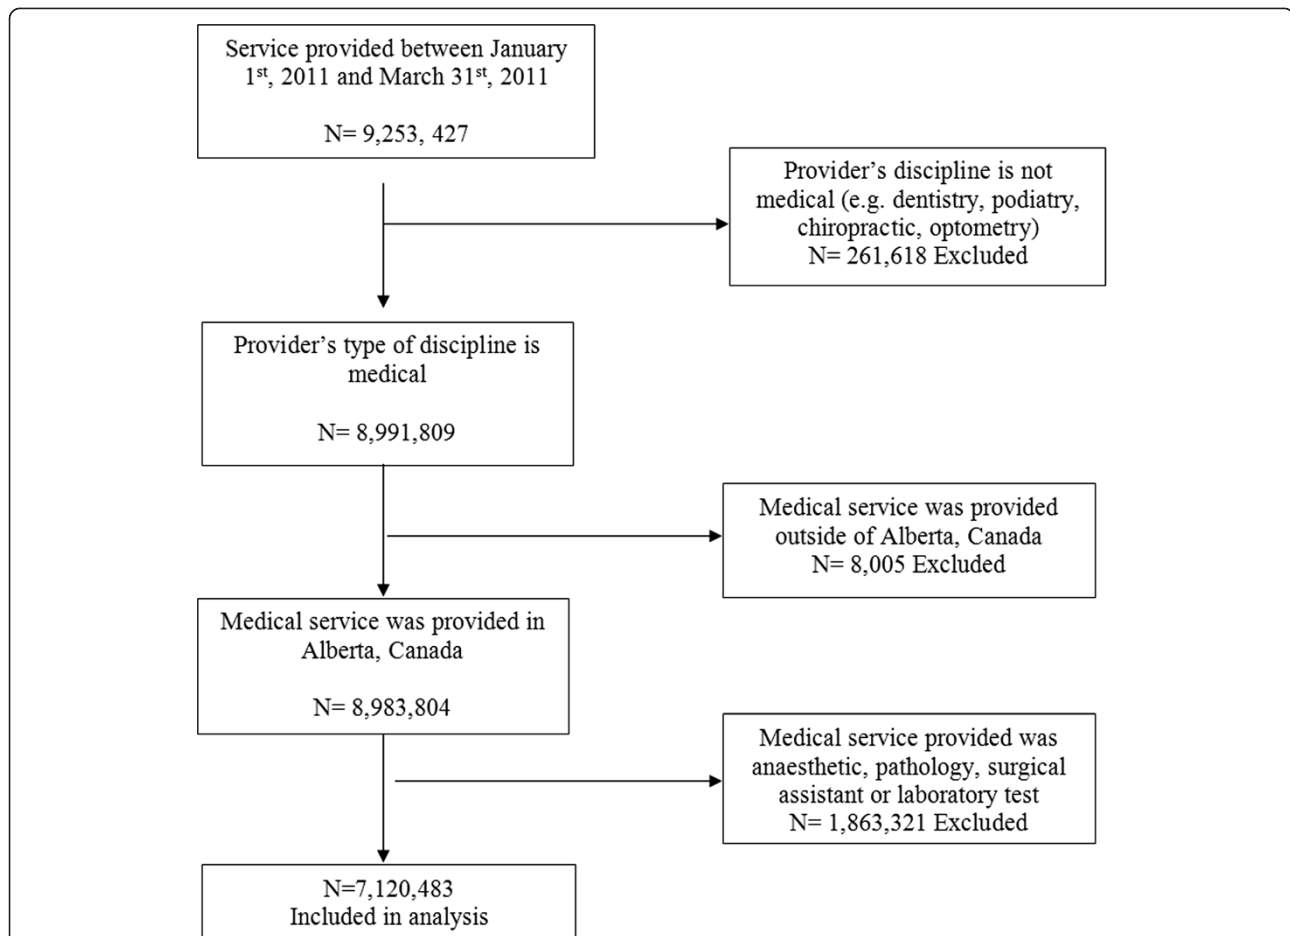 Service provided between January
1st, 2011 and March 31st, 2011
N= 9,253, 427
Provider's discipline is not
medical (e.g. dentistry, podiatry,
chiropractic, optometry)
N= 261,618 Excluded
Provider's type of discipline is
medical
N= 8,991,809
Medical service was provided
outside of Alberta, Canada
N= 8,005 Excluded
Medical service was provided in
Alberta, Canada
N= 8,983,804
Medical service provided was
anaesthetic, pathology, surgical
assistant or laboratory test
N= 1,863,321 Excluded
N=7,120,483
Included in analysis